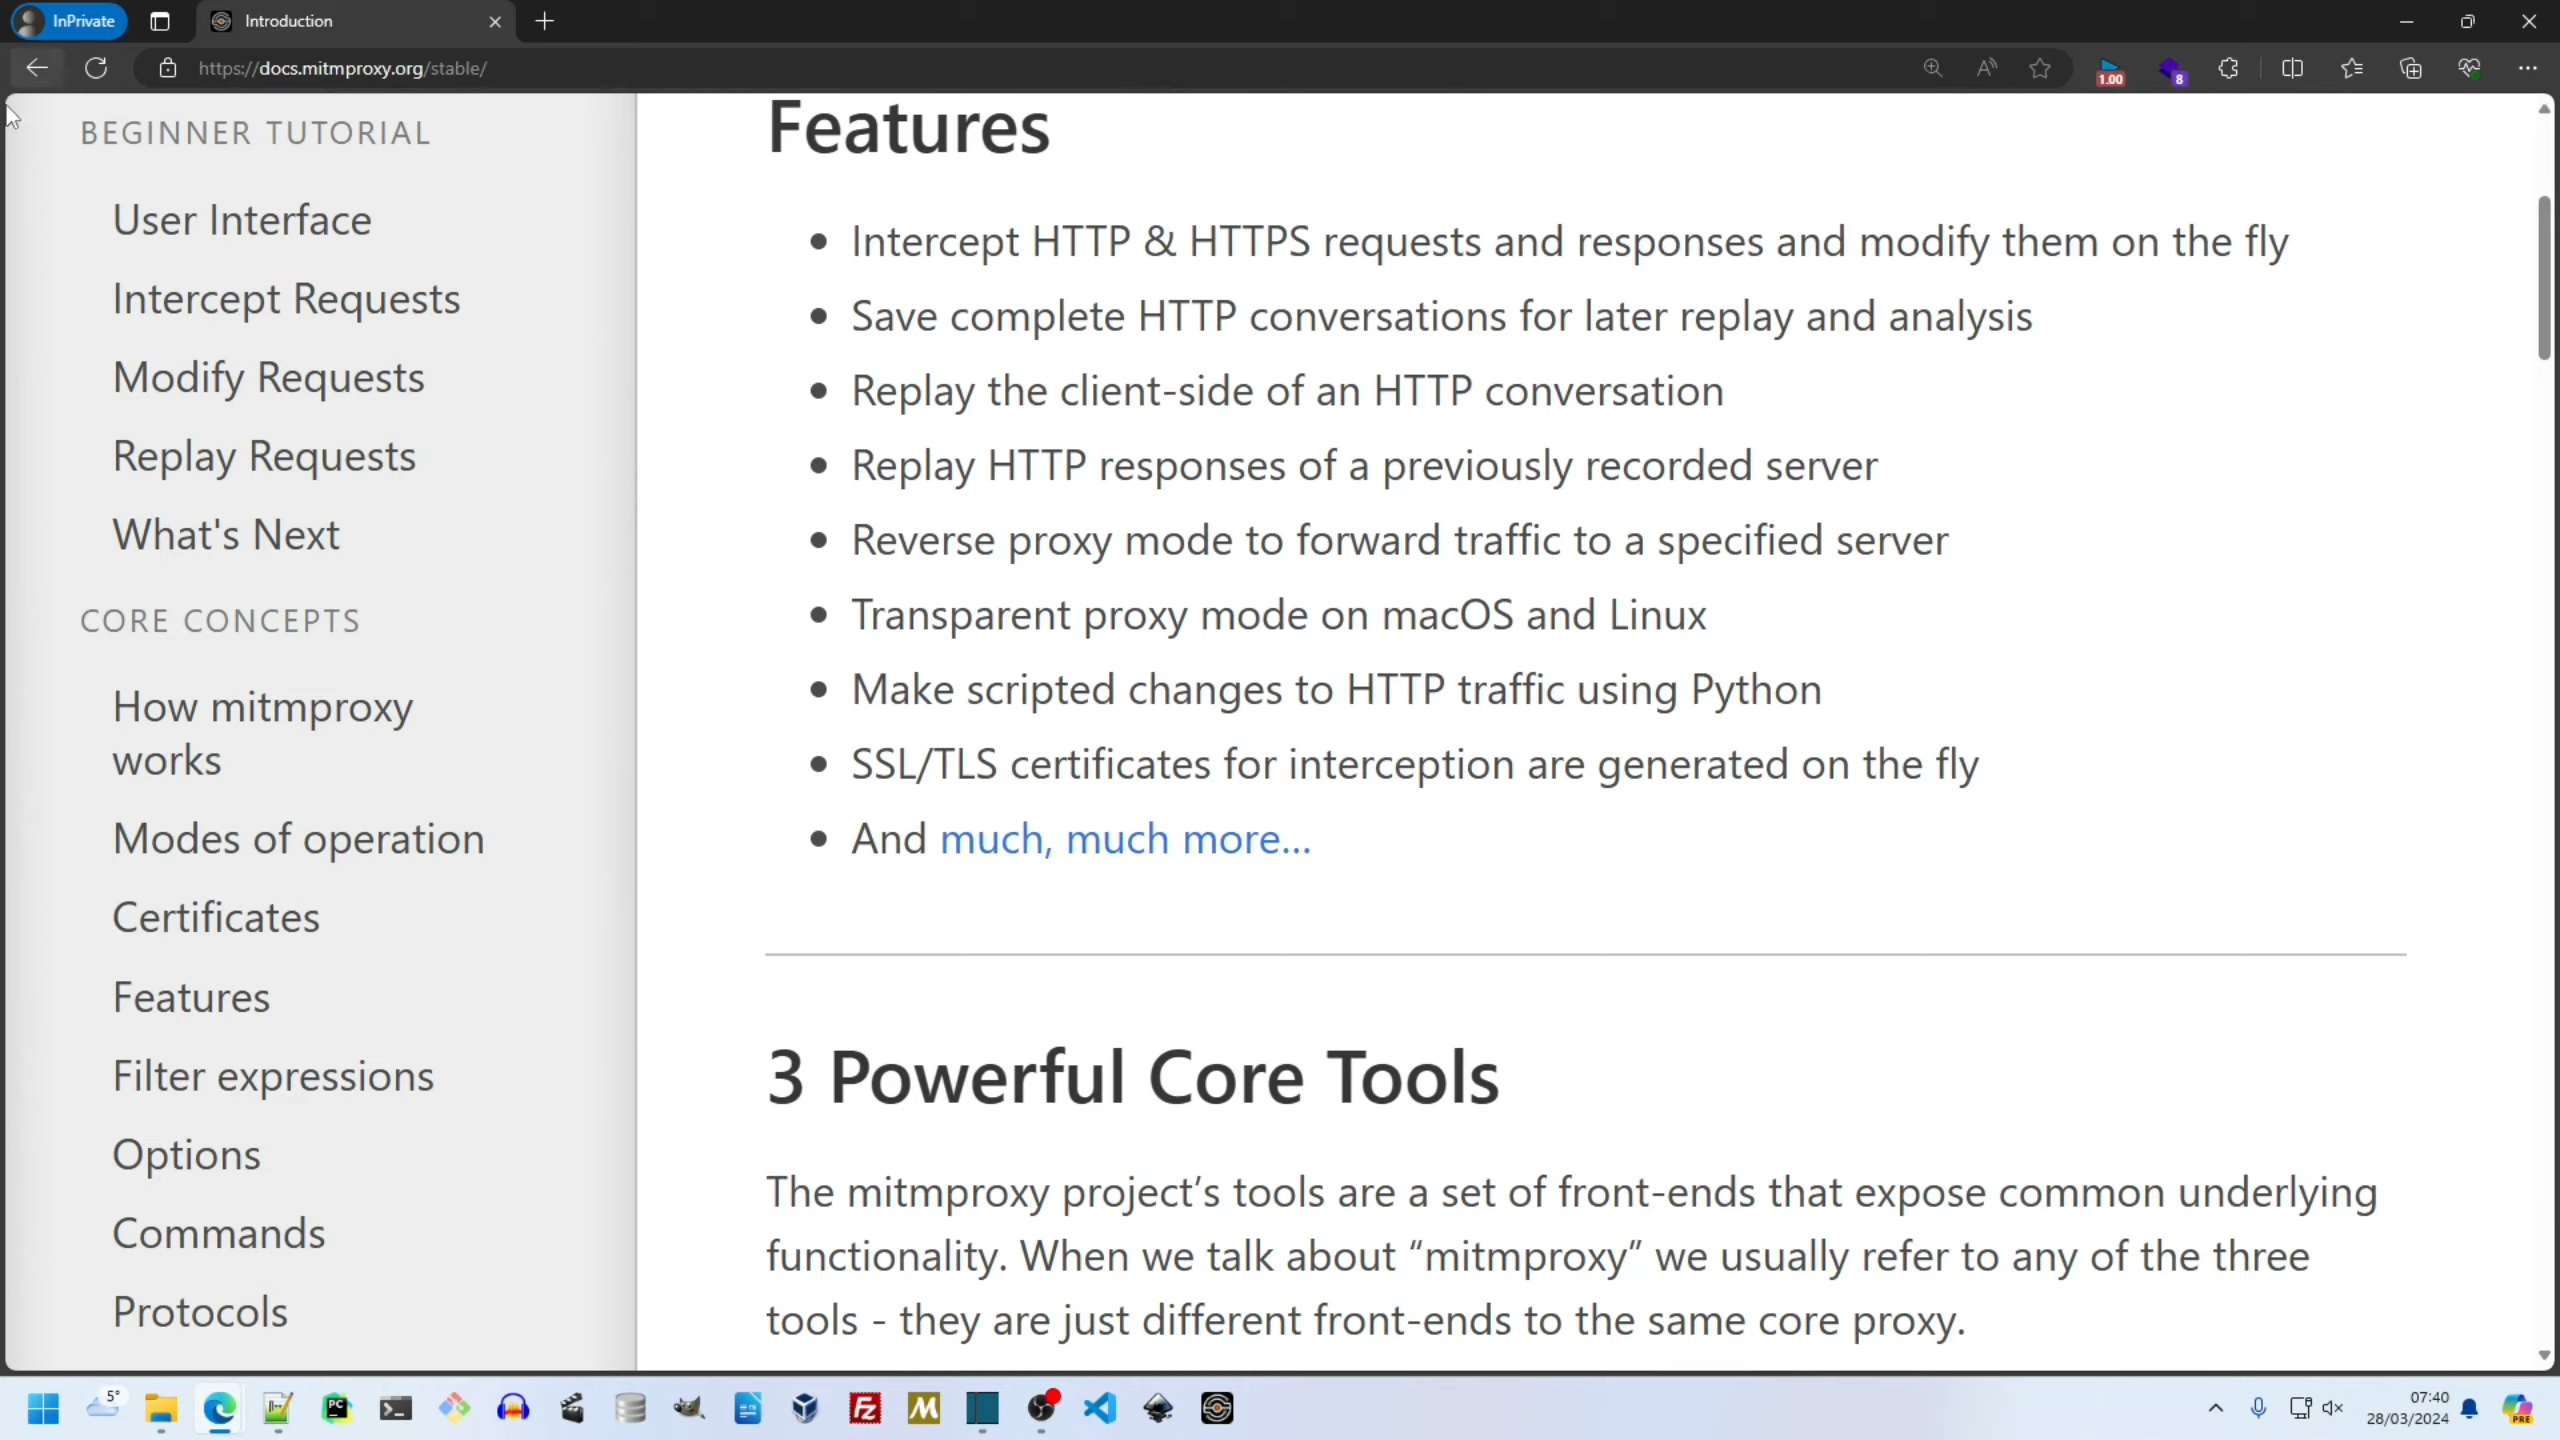 InPrivate
Introduction
https://docs.mitmproxy.org/stable/
1.00
8
BEGINNER TUTORIAL
User Interface
Intercept Requests
Modify Requests
Replay Requests
What's Next
CORE CONCEPTS
How mitmproxy
works
Modes of operation
Certificates
Features
Filter expressions
Options
Commands
Protocols
Features
Intercept HTTP & HTTPS requests and responses and modify them on the fly
Save complete HTTP conversations for later replay and analysis
Replay the client-side of an HTTP conversation
Replay HTTP responses of a previously recorded server
Reverse proxy mode to forward traffic to a specified server
Transparent proxy mode on macOS and Linux
Make scripted changes to HTTP traffic using Python
SSL/TLS certificates for interception are generated on the fly
And much, much more...
3 Powerful Core Tools
The mitmproxy project’s tools are a set of front-ends that expose common underlying
functionality. When we talk about “mitmproxy” we usually refer to any of the three
tools - they are just different front-ends to the same core proxy.
5°
PC
Fz
M
07:40
28/03/2024
PRE